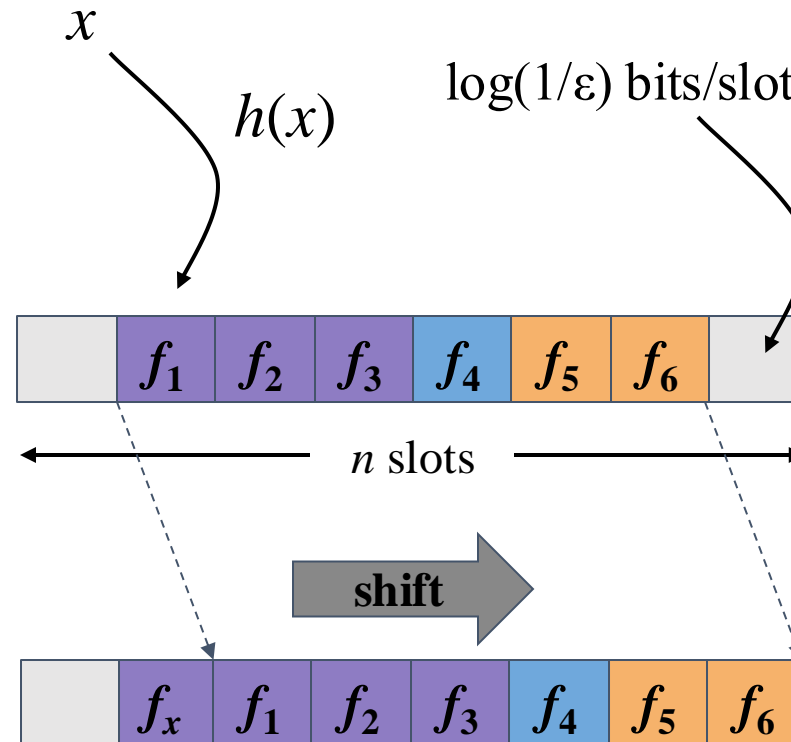 x
h(x)
log(1/ε) bits/slot
f₁ f₂ f₃ f₄ f₅ f₆
n slots
shift
fₓ f₁ f₂ f₃ f₄ f₅ f₆